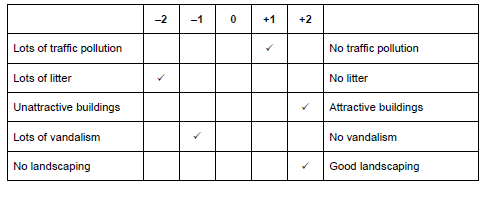 –2 –1 0 +1 +2
Lots of traffic pollution ✓ No traffic pollution
Lots of litter ✓ No litter
Unattractive buildings ✓ Attractive buildings
Lots of vandalism ✓ No vandalism
No landscaping ✓ Good landscaping